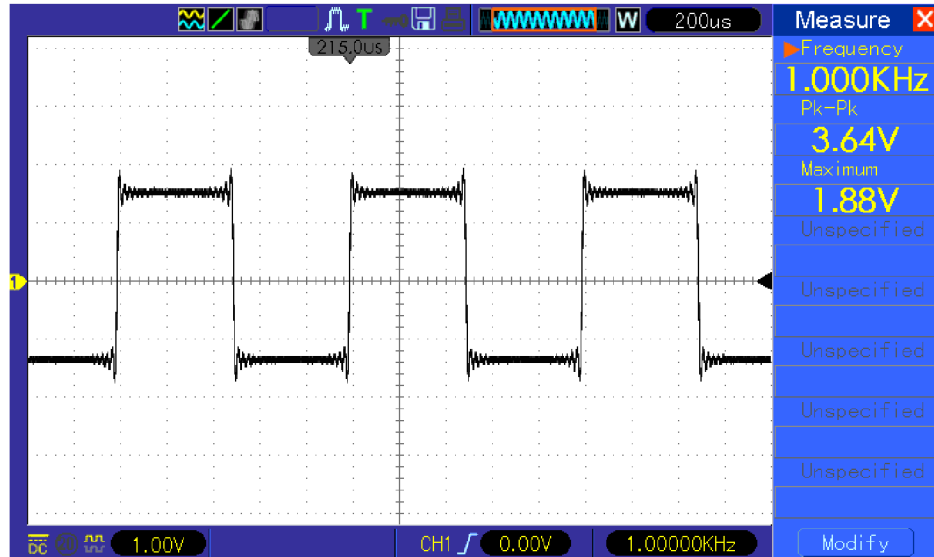 T W 200us
215.0us
1
DC 1.00V CH1 0.00V 1.00000KHz
Measure X
Frequency
1.000KHz
Pk-Pk
3.64V
Maximum
1.88V
Unspecified
Unspecified
Unspecified
Unspecified
Unspecified
Modify